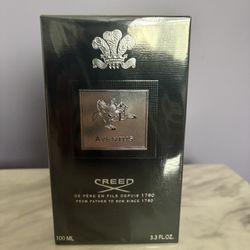 AVENTUS
CREED
DE PÈRE EN FILS DEPUIS 1760
FROM FATHER TO SON SINCE 1760
100 ML
3.3 FL.OZ